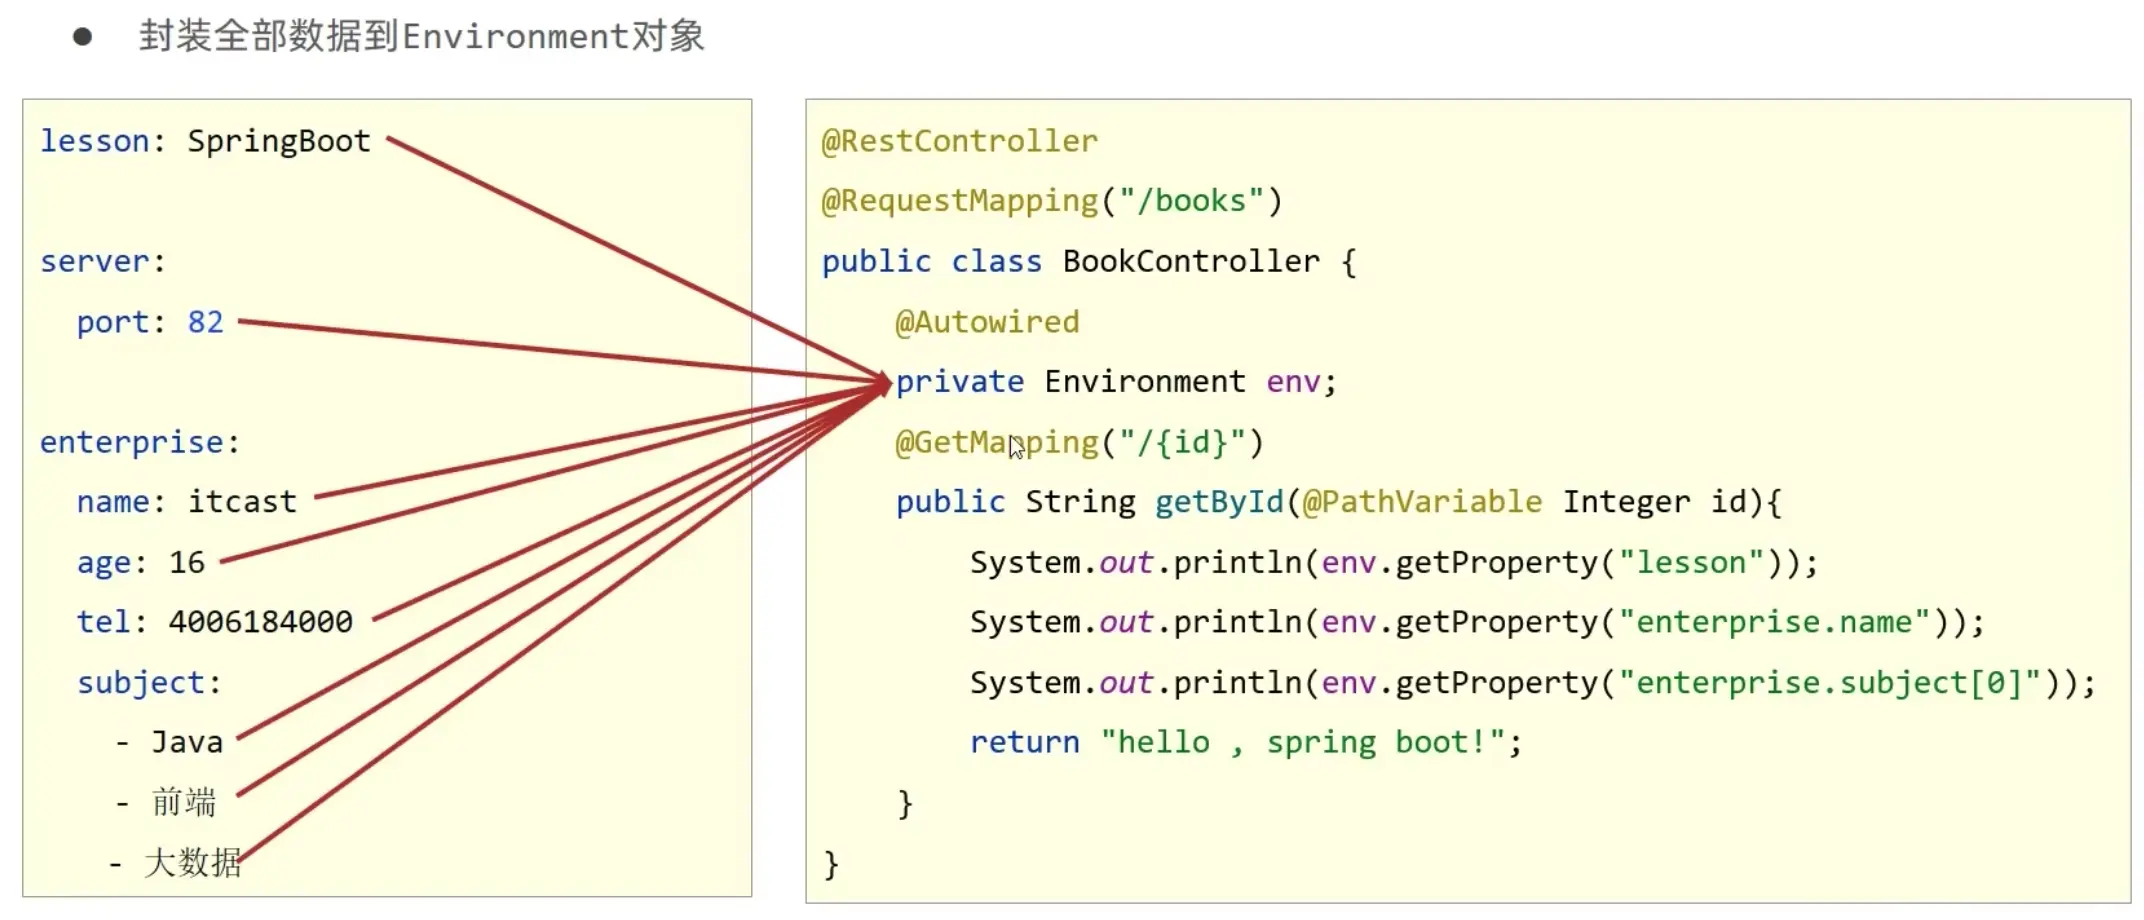 ● 封装全部数据到Environment对象
lesson: SpringBoot
server:
  port: 82
enterprise:
  name: itcast
  age: 16
  tel: 4006184000
  subject:
    - Java
    - 前端
    - 大数据
@RestController
@RequestMapping("/books")
public class BookController {
    @Autowired
    private Environment env;
    @GetMapping("/{id}")
    public String getById(@PathVariable Integer id){
        System.out.println(env.getProperty("lesson"));
        System.out.println(env.getProperty("enterprise.name"));
        System.out.println(env.getProperty("enterprise.subject[0]"));
        return "hello , spring boot!";
    }
}